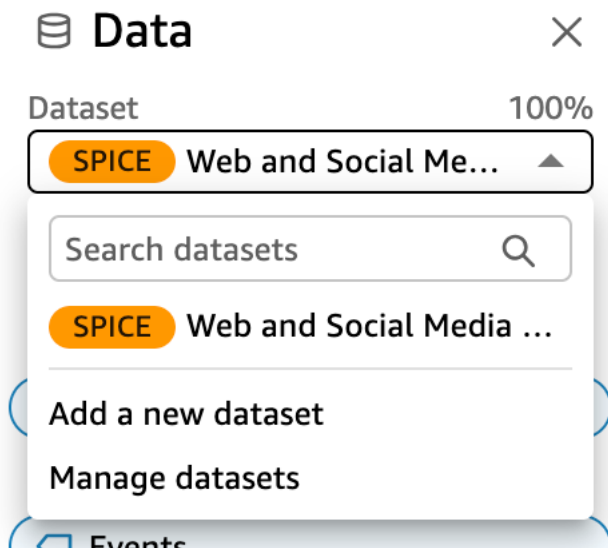 Data
Dataset 100%
SPICE Web and Social Me...
Search datasets
SPICE Web and Social Media ...
Add a new dataset
Manage datasets
Events